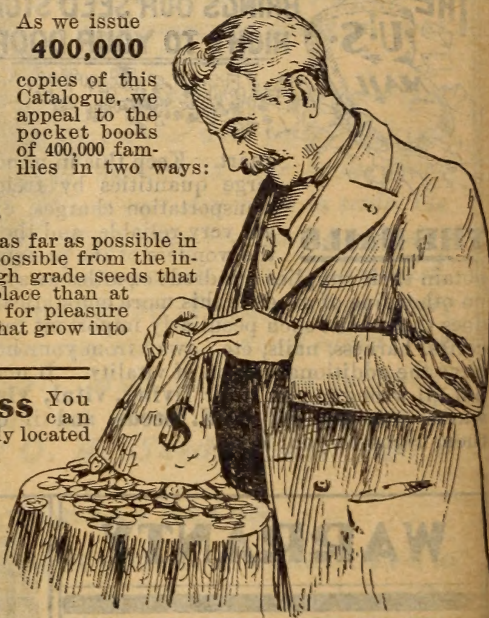 As we issue
400,000
copies of this
Catalogue, we
appeal to the
pocket books
of 400,000 fam-
ilies in two ways:
as far as possible in
ossible from the in-
gh grade seeds that
place than at
for pleasure
hat grow into
SS You
can
ly located
$